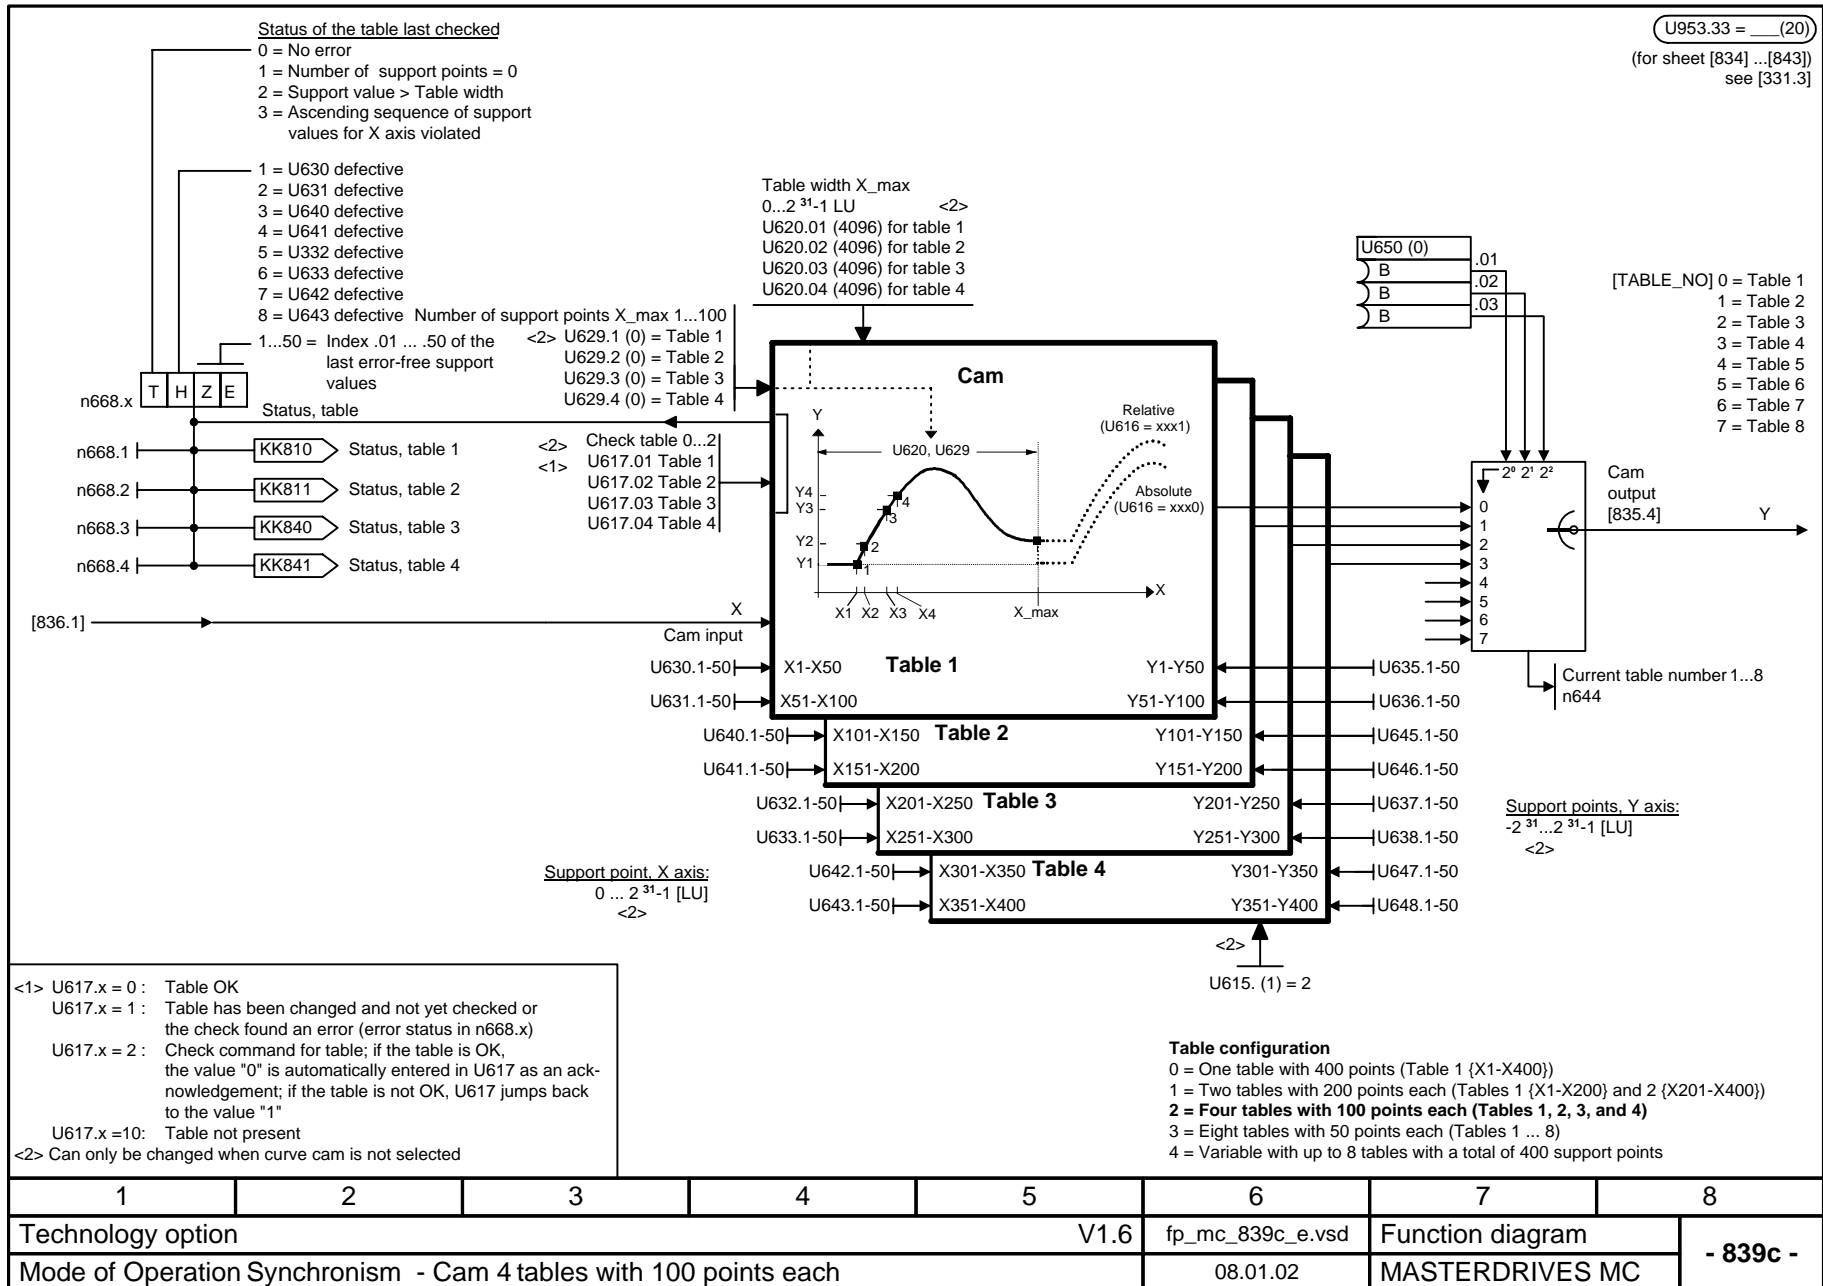 Status of the table last checked
0 = No error
1 = Number of support points = 0
2 = Support value > Table width
3 = Ascending sequence of support
values for X axis violated
U953.33 = ___(20)
(for sheet [834] ...[843])
see [331.3]
1 = U630 defective
2 = U631 defective
3 = U640 defective
4 = U641 defective
5 = U332 defective
6 = U633 defective
7 = U642 defective
8 = U643 defective
1...50 = Index .01 ... .50 of the
last error-free support
values
n668.x
T H Z E
Status, table
n668.1
KK810
Status, table 1
n668.2
KK811
Status, table 2
n668.3
KK840
Status, table 3
n668.4
KK841
Status, table 4
[836.1]
Table width X_max
0...2 31-1 LU <2>
U620.01 (4096) for table 1
U620.02 (4096) for table 2
U620.03 (4096) for table 3
U620.04 (4096) for table 4
Number of support points X_max 1...100
<2> U629.1 (0) = Table 1
U629.2 (0) = Table 2
U629.3 (0) = Table 3
U629.4 (0) = Table 4
<2> Check table 0...2
<1> U617.01 Table 1
U617.02 Table 2
U617.03 Table 3
U617.04 Table 4
X
Cam input
Cam
Y
U620, U629
Relative
(U616 = xxx1)
Absolute
(U616 = xxx0)
Y4
Y3
Y2
Y1
1
2
3
4
X1 X2 X3 X4 X_max
X
U650 (0)
B .01
B .02
B .03
[TABLE_NO] 0 = Table 1
1 = Table 2
2 = Table 3
3 = Table 4
4 = Table 5
5 = Table 6
6 = Table 7
7 = Table 8
2⁰ 2¹ 2²
0
1
2
3
4
5
6
7
Cam
output
[835.4]
Y
Current table number 1...8
n644
U630.1-50 X1-X50 Table 1 Y1-Y50 U635.1-50
U631.1-50 X51-X100 Y51-Y100 U636.1-50
U640.1-50 X101-X150 Table 2 Y101-Y150 U645.1-50
U641.1-50 X151-X200 Y151-Y200 U646.1-50
U632.1-50 X201-X250 Table 3 Y201-Y250 U637.1-50
U633.1-50 X251-X300 Y251-Y300 U638.1-50
U642.1-50 X301-X350 Table 4 Y301-Y350 U647.1-50
U643.1-50 X351-X400 Y351-Y400 U648.1-50
Support point, X axis:
0 ... 2 31-1 [LU]
<2>
Support points, Y axis:
-2 31...2 31-1 [LU]
<2>
<2>
U615. (1) = 2
<1> U617.x = 0 : Table OK
U617.x = 1 : Table has been changed and not yet checked or
the check found an error (error status in n668.x)
U617.x = 2 : Check command for table; if the table is OK,
the value "0" is automatically entered in U617 as an ack-
nowledgement; if the table is not OK, U617 jumps back
to the value "1"
U617.x =10: Table not present
<2> Can only be changed when curve cam is not selected
Table configuration
0 = One table with 400 points (Table 1 {X1-X400})
1 = Two tables with 200 points each (Tables 1 {X1-X200} and 2 {X201-X400})
2 = Four tables with 100 points each (Tables 1, 2, 3, and 4)
3 = Eight tables with 50 points each (Tables 1 ... 8)
4 = Variable with up to 8 tables with a total of 400 support points
1 2 3 4 5 6 7 8
Technology option V1.6 fp_mc_839c_e.vsd Function diagram
- 839c -
Mode of Operation Synchronism - Cam 4 tables with 100 points each 08.01.02 MASTERDRIVES MC